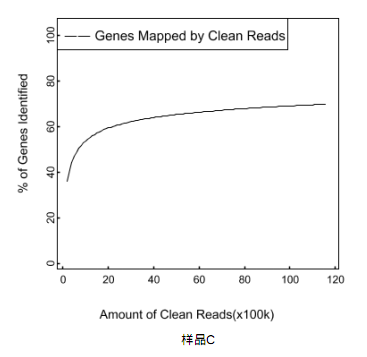 Genes Mapped by Clean Reads
% of Genes Identified
100
80
60
40
20
0
0 20 40 60 80 100 120
Amount of Clean Reads(x100k)
样品C